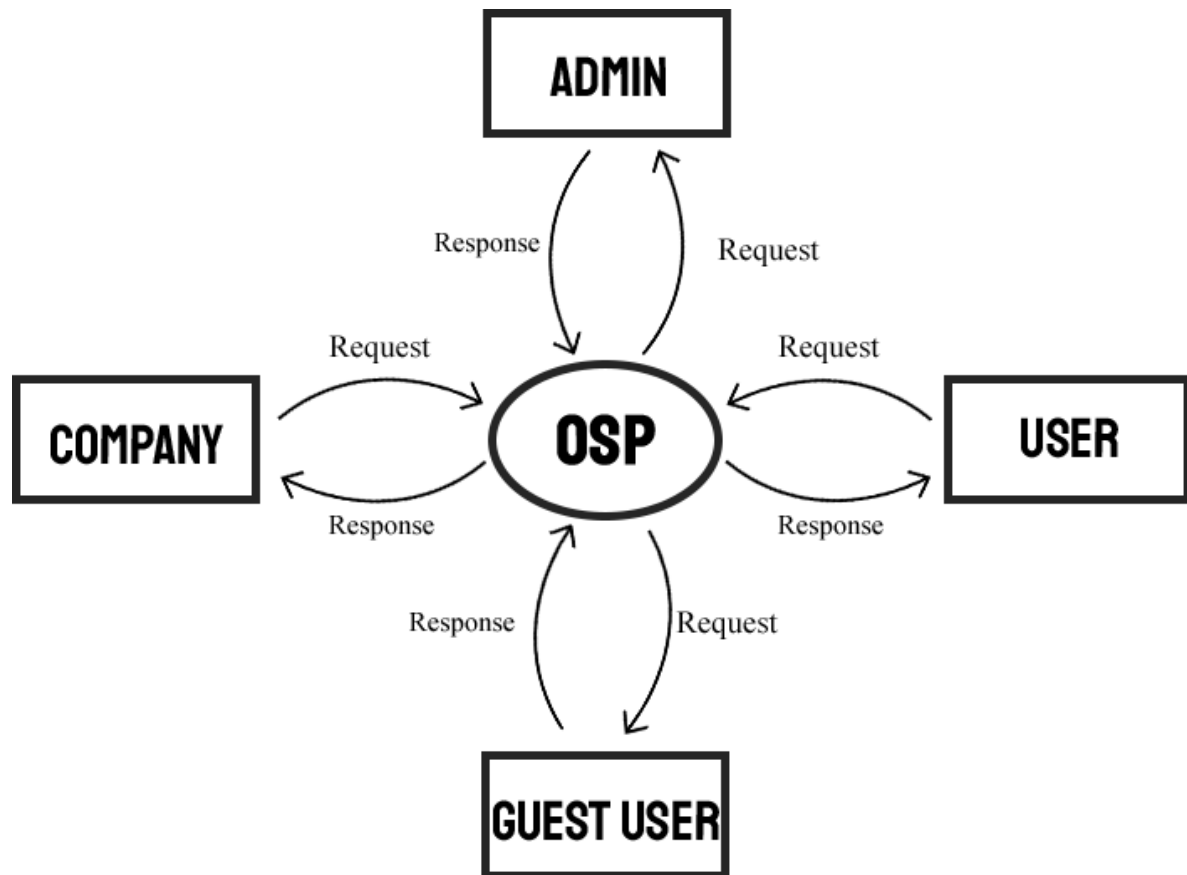 ADMIN
Response
Request
Request
Request
COMPANY
OSP
USER
Response
Response
Response
Request
GUEST USER